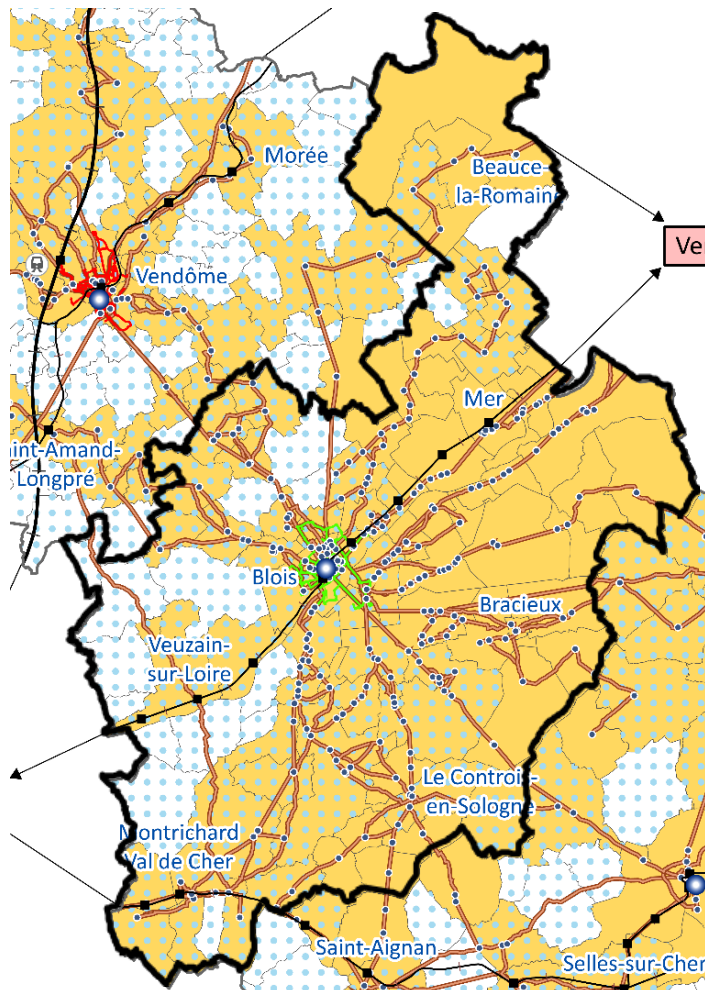 Morée
Beauce-
la-Romain
Ve
Vendôme
Mer
int-Amand-
Longpré
Blois
Bracieux
Veuzain-
sur-Loire
Le Controis-
en-Sologne
Montrichard
Val de Cher
Saint-Aignan
Selles-sur-Cher